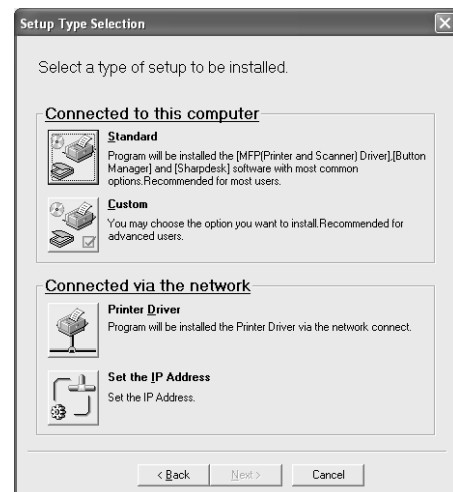 Setup Type Selection
Select a type of setup to be installed.
Connected to this computer
Standard
Program will be installed the [MFP(Printer and Scanner) Driver],[Button
Manager] and [Sharpdesk] software with most common
options.Recommended for most users.
Custom
You may choose the option you want to install.Recommended for
advanced users.
Connected via the network
Printer Driver
Program will be installed the Printer Driver via the network connect.
Set the IP Address
Set the IP Address.
< Back Next > Cancel